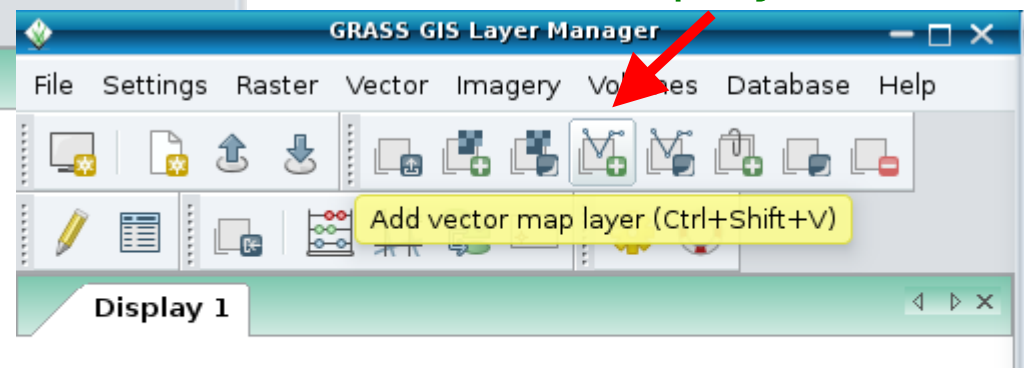 GRASS GIS Layer Manager
File Settings Raster Vector Imagery Database Help
Add vector map layer (Ctrl+Shift+V)
Display 1